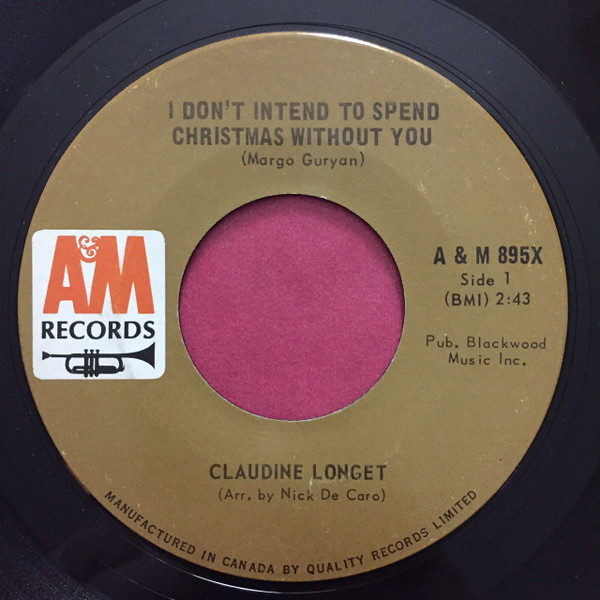 I DON'T INTEND TO SPEND
CHRISTMAS WITHOUT YOU
(Margo Guryan)
A&M
RECORDS
A & M 895X
Side 1
(BMI) 2:43
Pub. Blackwood
Music Inc.
CLAUDINE LONGET
(Arr. by Nick De Caro)
MANUFACTURED IN CANADA BY QUALITY RECORDS LIMITED